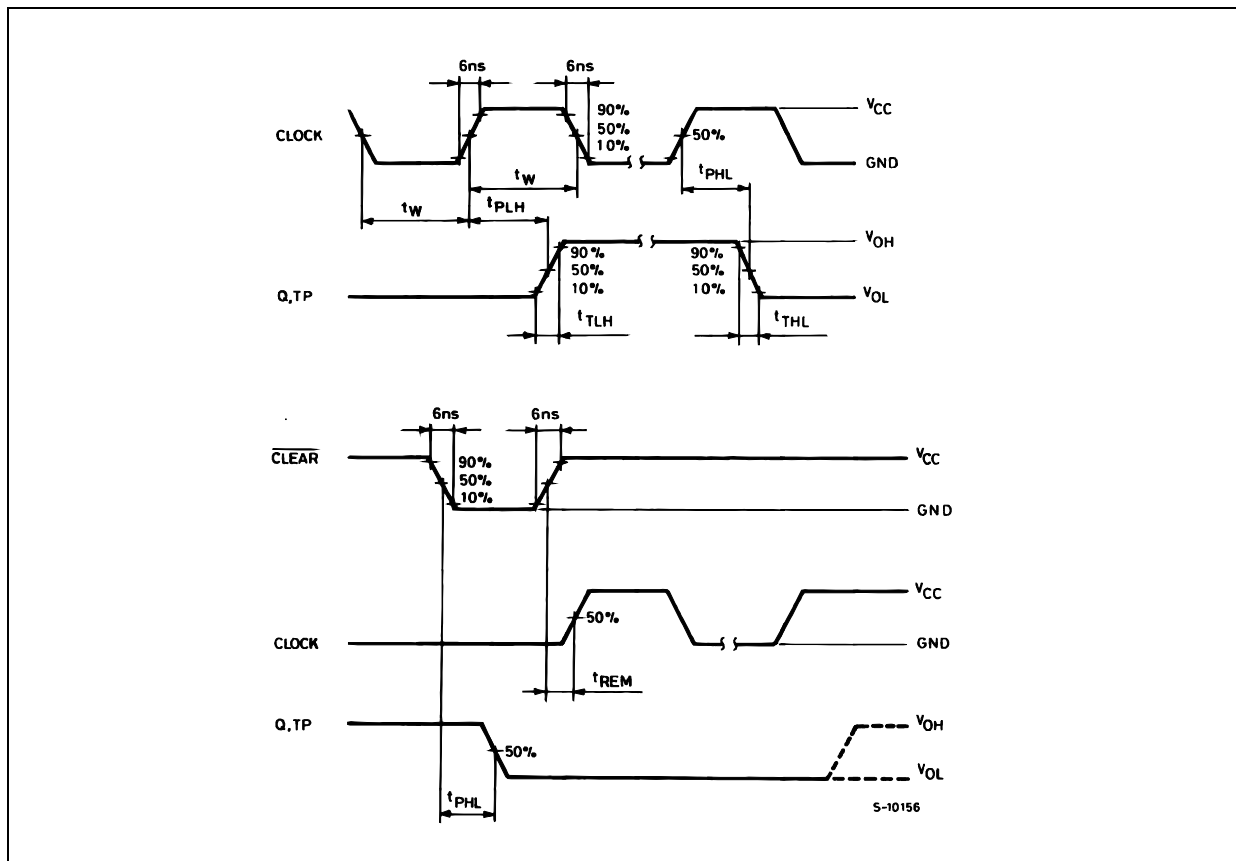 6ns 6ns
90%
50%
10%
CLOCK
50%
VCC
GND
tPHL
tW
tW tPLH
VOH
90%
50%
10%
90%
50%
10%
Q,TP
VOL
tTLH
tTHL
6ns 6ns
CLEAR
90%
50%
10%
VCC
GND
VCC
50%
CLOCK
GND
tREM
Q,TP
VOH
50%
VOL
tPHL
S-10156